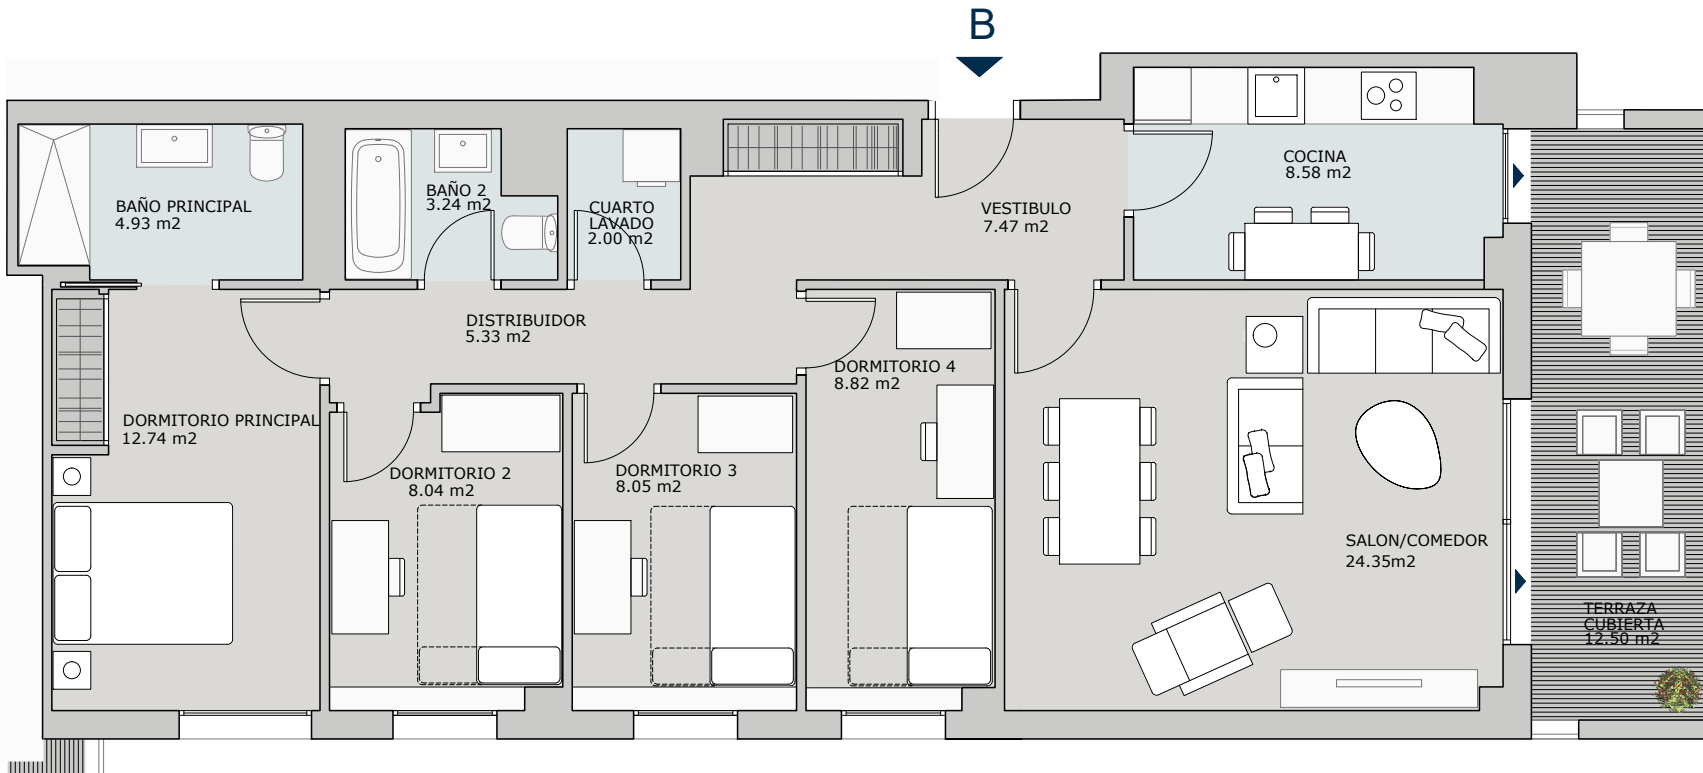 B
COCINA
8.58 m2
BAÑO PRINCIPAL
4.93 m2
BAÑO 2
3.24 m2
CUARTO
LAVADO
2.00 m2
VESTIBULO
7.47 m2
DISTRIBUIDOR
5.33 m2
DORMITORIO 4
8.82 m2
DORMITORIO PRINCIPAL
12.74 m2
DORMITORIO 2
8.04 m2
DORMITORIO 3
8.05 m2
SALON/COMEDOR
24.35m2
TERRAZA
CUBIERTA
12.50 m2